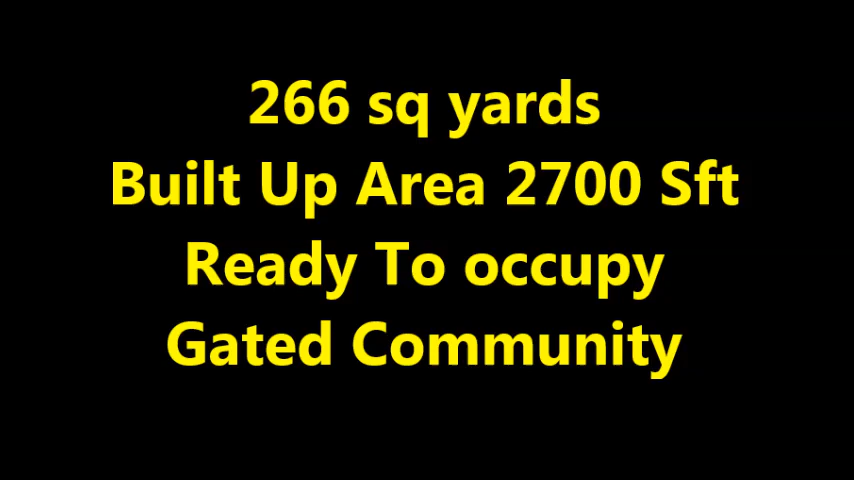 266 sq yards
Built Up Area 2700 Sft
Ready To occupy
Gated Community